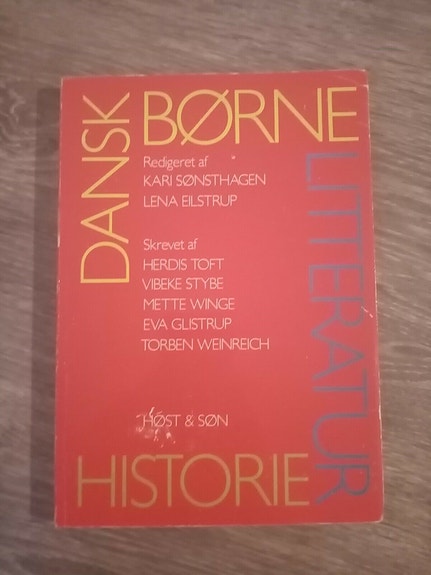 DANSK
BØRNE
LITTERATUR
HISTORIE
Redigeret af
KARI SØNSTHAGEN
LENA EILSTRUP
Skrevet af
HERDIS TOFT
VIBEKE STYBE
METTE WINGE
EVA GLISTRUP
TORBEN WEINREICH
HØST & SØN